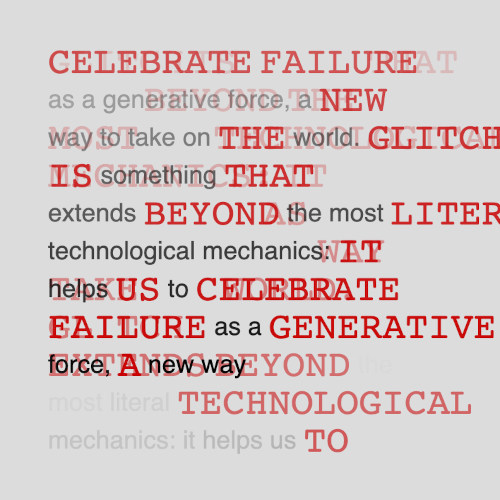 CELEBRATE FAILURE
as a generative force, a NEW
way to take on THE world. GLITCH
IS something THAT
extends BEYOND the most LITER
technological mechanics: IT
helps US to CELEBRATE
FAILURE as a GENERATIVE
force, A new way
EXTENDS BEYOND the
most literal TECHNOLOGICAL
mechanics: it helps us TO